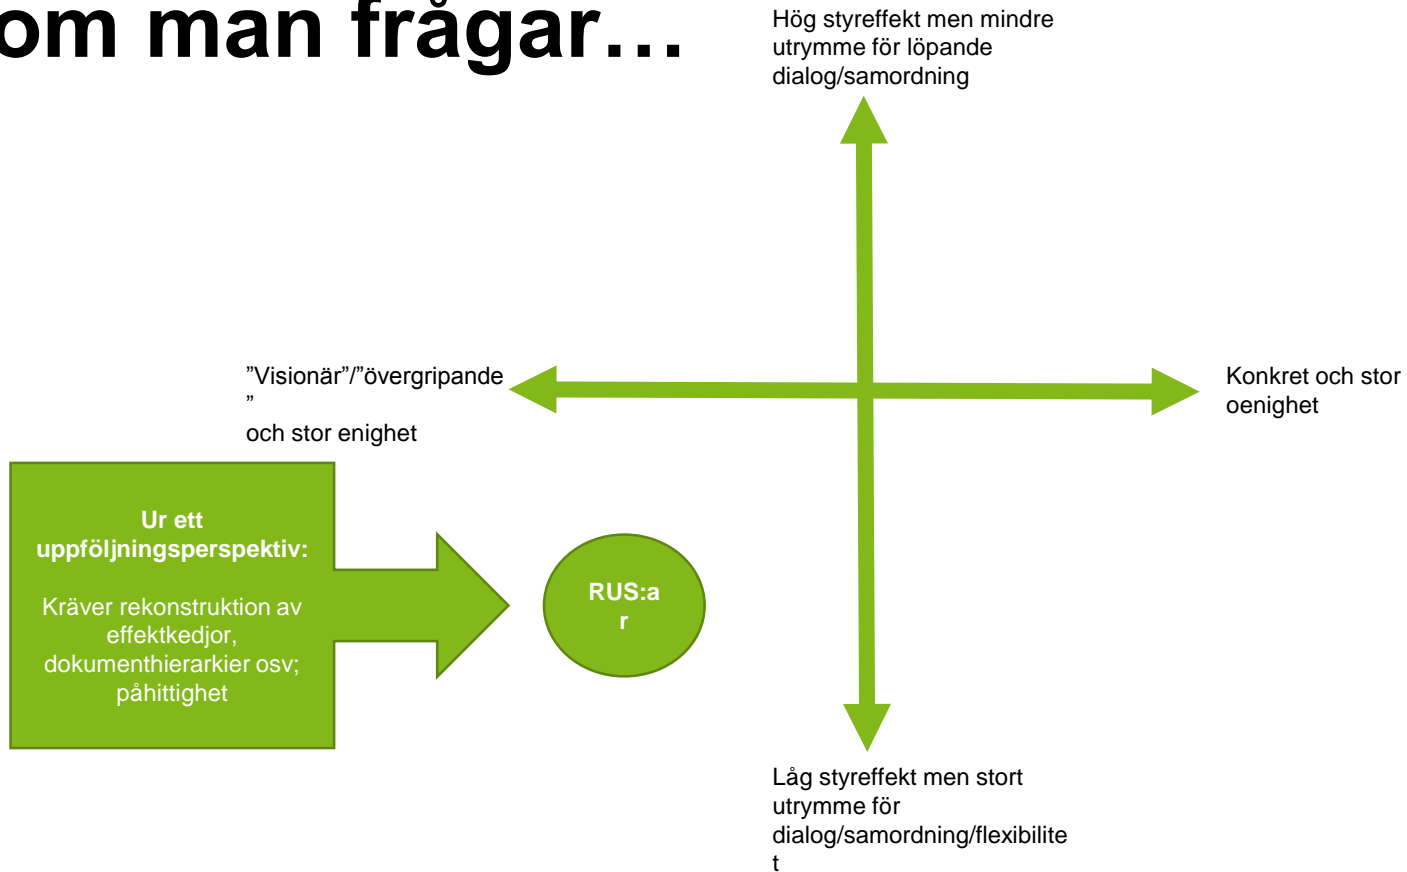 om man frågar…
Hög styreffekt men mindre
utrymme för löpande
dialog/samordning
”Visionär”/”övergripande
”
och stor enighet
Konkret och stor
oenighet
Ur ett
uppföljningsperspektiv:
Kräver rekonstruktion av
effektkedjor,
dokumenthierarkier osv;
påhittighet
RUS:a
r
Låg styreffekt men stort
utrymme för
dialog/samordning/flexibilite
t